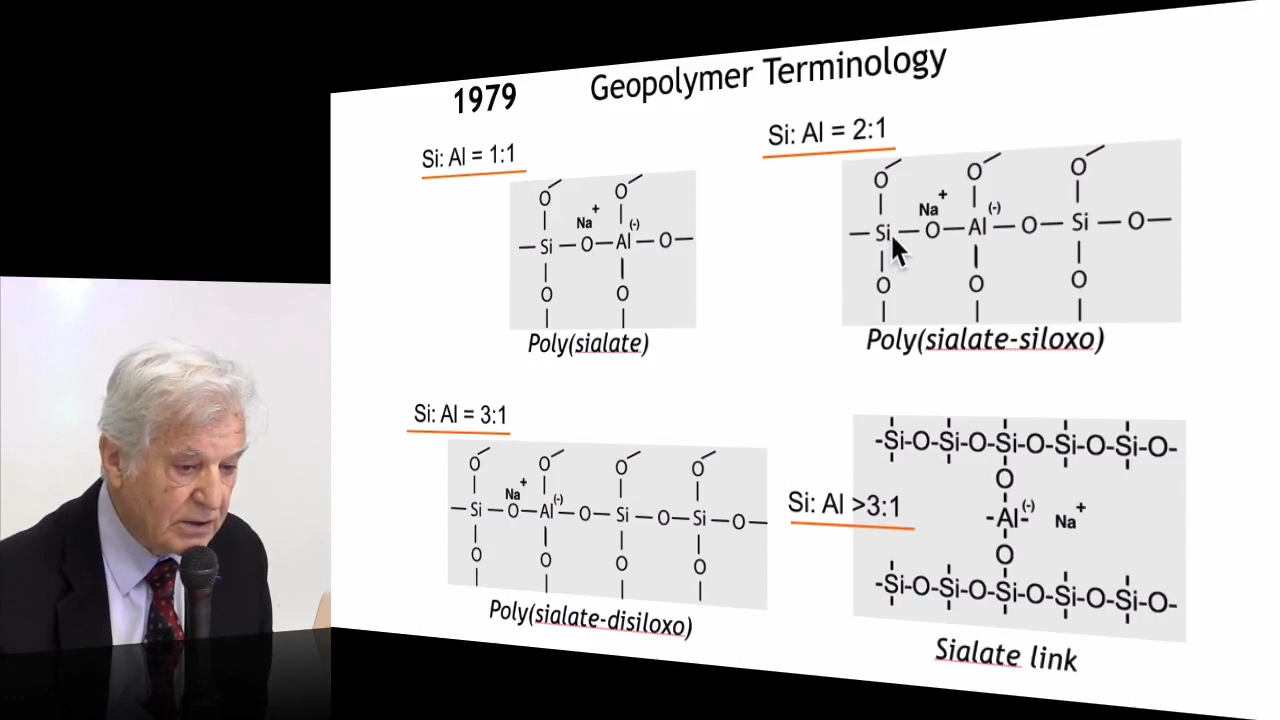 1979 Geopolymer Terminology
Si: Al = 1:1
O O
Na+ (-)
Si O Al O
O O
Poly(sialate)
Si: Al = 2:1
O O O
Na+ (-)
Si O Al O Si O
O O O
Poly(sialate-siloxo)
Si: Al = 3:1
O O O O
Na+ (-)
Si O Al O Si O Si O
O O O O
Poly(sialate-disiloxo)
Si: Al >3:1
-Si-O-Si-O-Si-O-Si-O-Si-O-
O
-Al- (-) Na+
O
-Si-O-Si-O-Si-O-Si-O-Si-O-
Sialate link